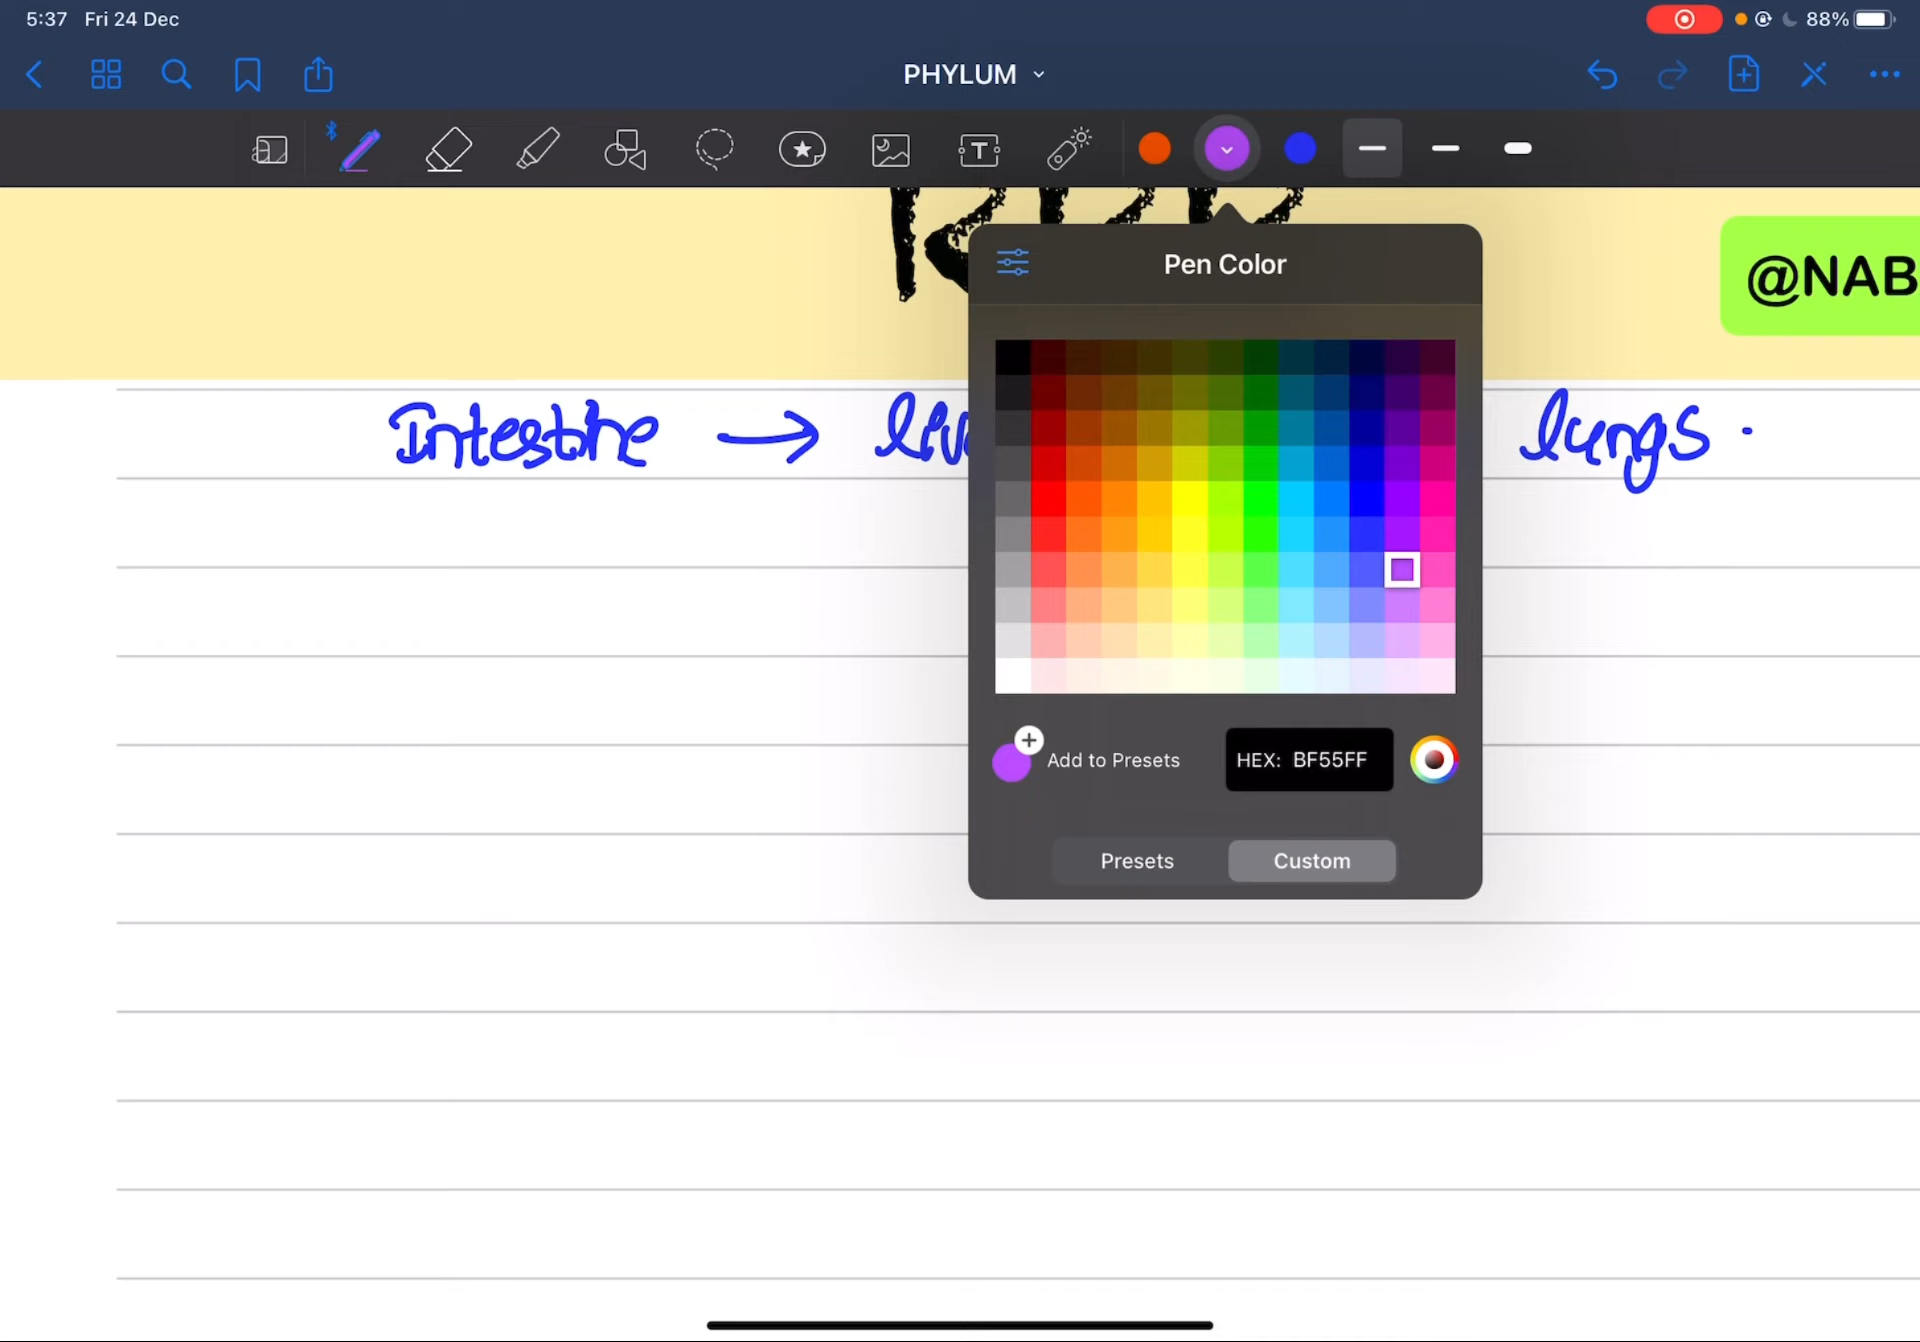 5:37 Fri 24 Dec 88%
PHYLUM
T
@NAB
Pen Color
Intestine → liv lungs .
Add to Presets HEX: BF55FF
Presets Custom